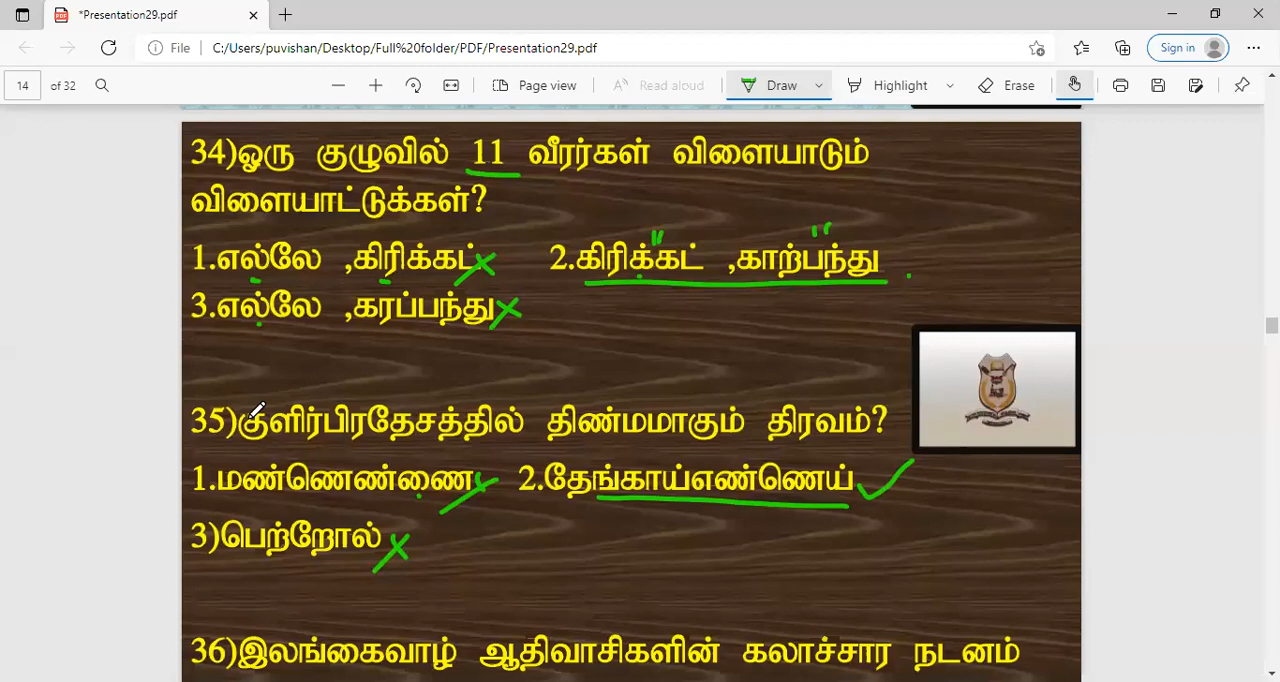 *Presentation29.pdf
File C:/Users/puvishan/Desktop/Full%20folder/PDF/Presentation29.pdf Sign in
14 of 32 Page view Read aloud Draw Highlight Erase
34)ஓரு குழுவில் 11 வீரர்கள் விளையாடும்
விளையாட்டுக்கள்?
1.எல்லே ,கிரிக்கட் 2.கிரிக்கட் ,காற்பந்து
3.எல்லே ,கரப்பந்து
35)குளிர்பிரதேசத்தில் திண்மமாகும் திரவம்?
1.மண்ணெண்ணை 2.தேங்காய்எண்ணெய்
3)பெற்றோல்
36)இலங்கைவாழ் ஆதிவாசிகளின் கலாச்சார நடனம்